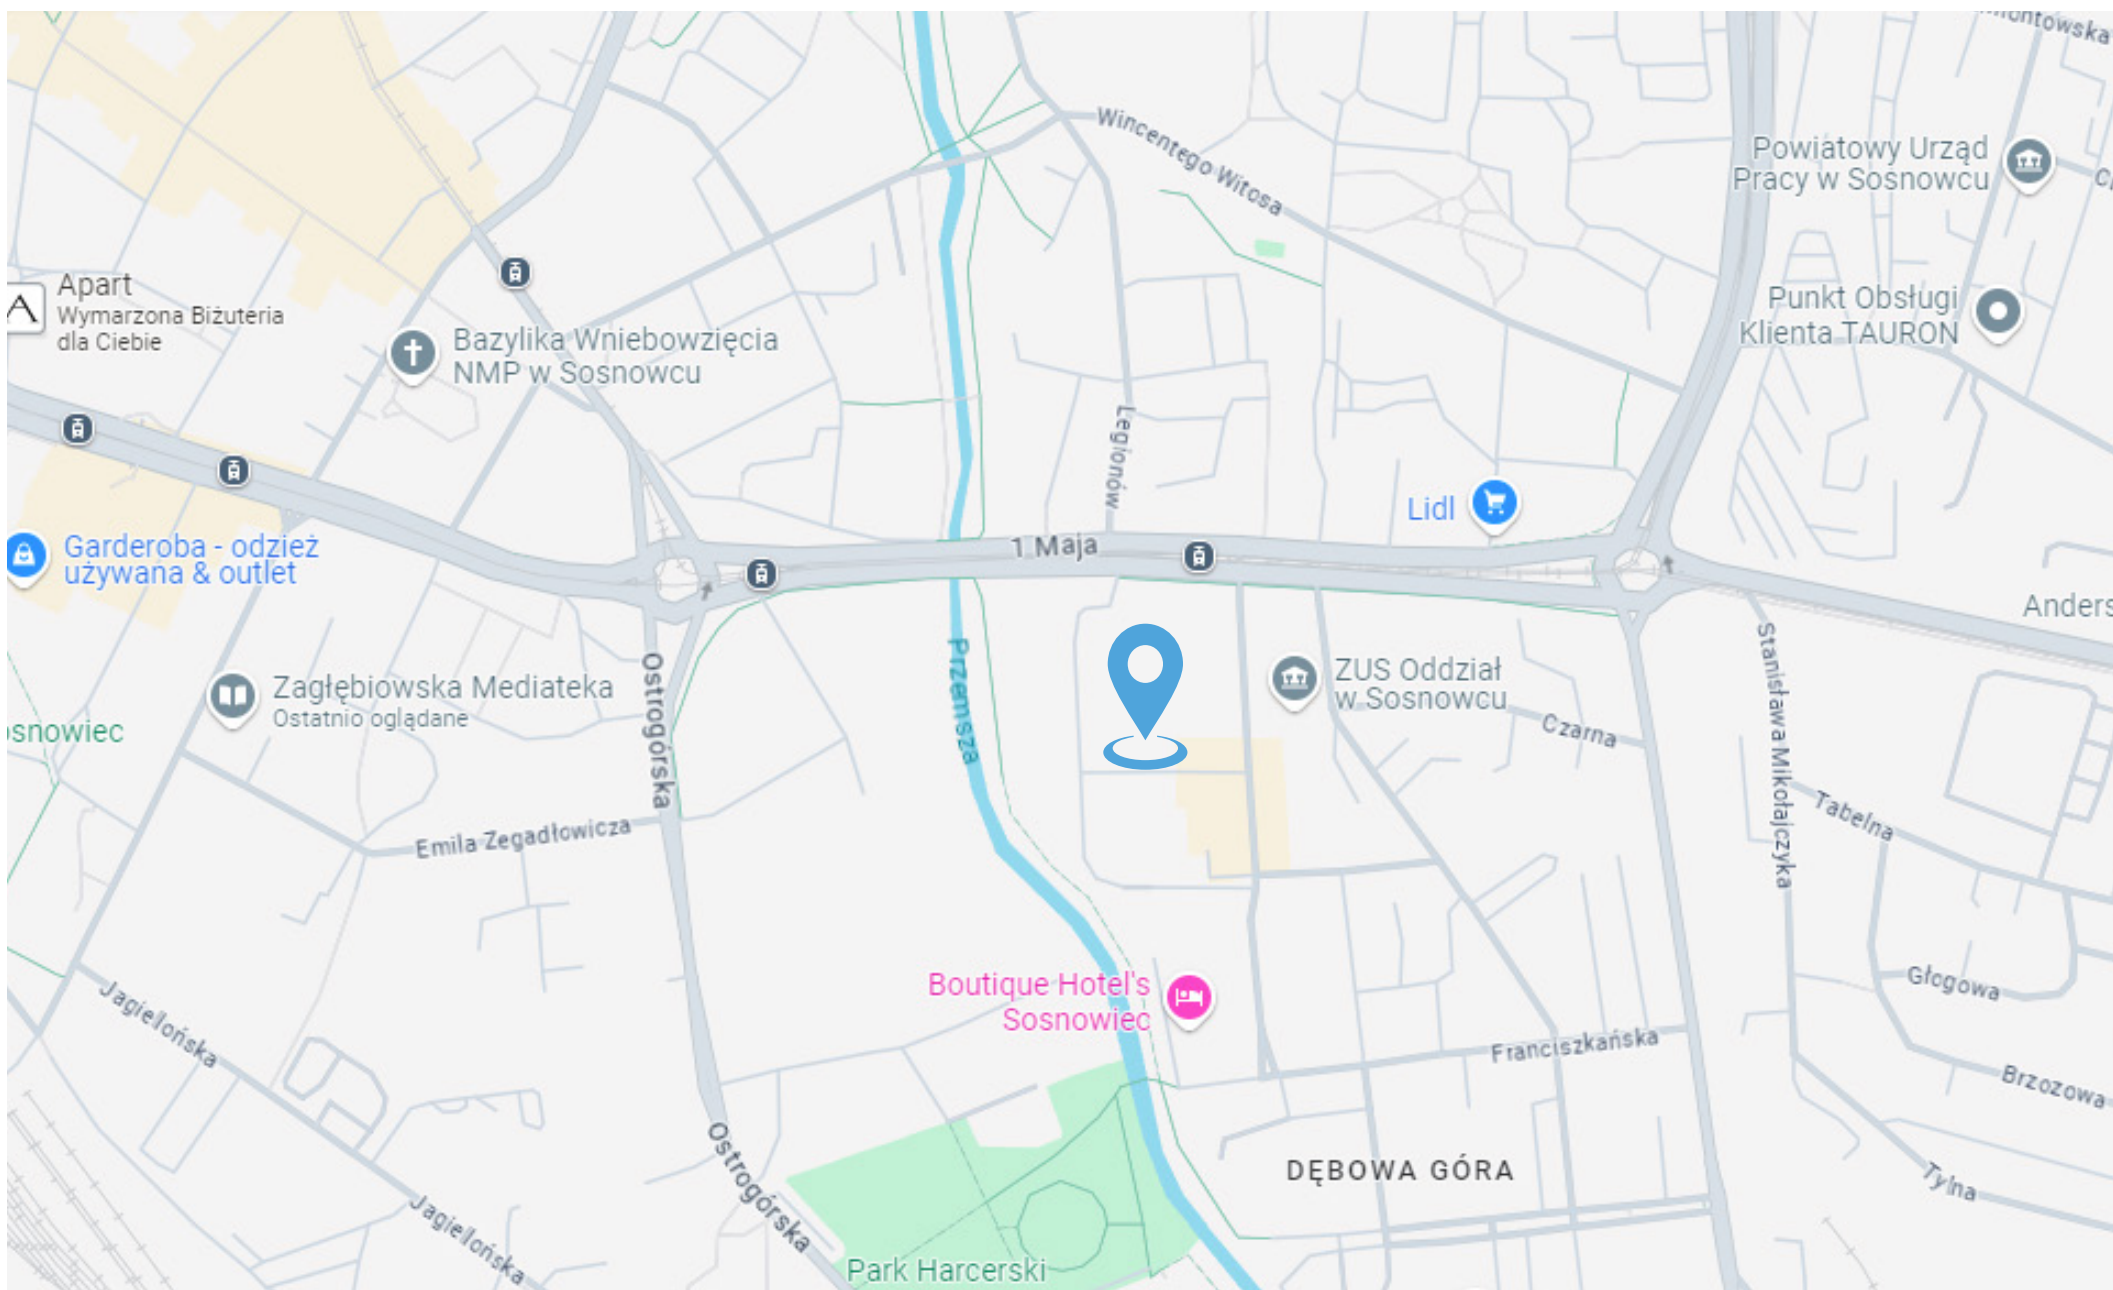 Wincentego Witosa
Powiatowy Urząd
Pracy w Sosnowcu
Apart
Wymarzona Biżuteria
dla Ciebie
Punkt Obsługi
Klienta TAURON
Bazylika Wniebowzięcia
NMP w Sosnowcu
Legionów
Lidl
1 Maja
Garderoba - odzież
używana & outlet
Anders
Zagłębiowska Mediateka
Ostatnio oglądane
Ostrogórska
Przemsza
ZUS Oddział
w Sosnowcu
Czarna
Stanisława Mikołajczyka
osnowiec
Tabelna
Emila Zegadłowicza
Boutique Hotel's
Sosnowiec
Głogowa
Jagiellońska
Franciszkańska
Brzozowa
Ostrogórska
DĘBOWA GÓRA
Tylna
Jagiellońska
Park Harcerski